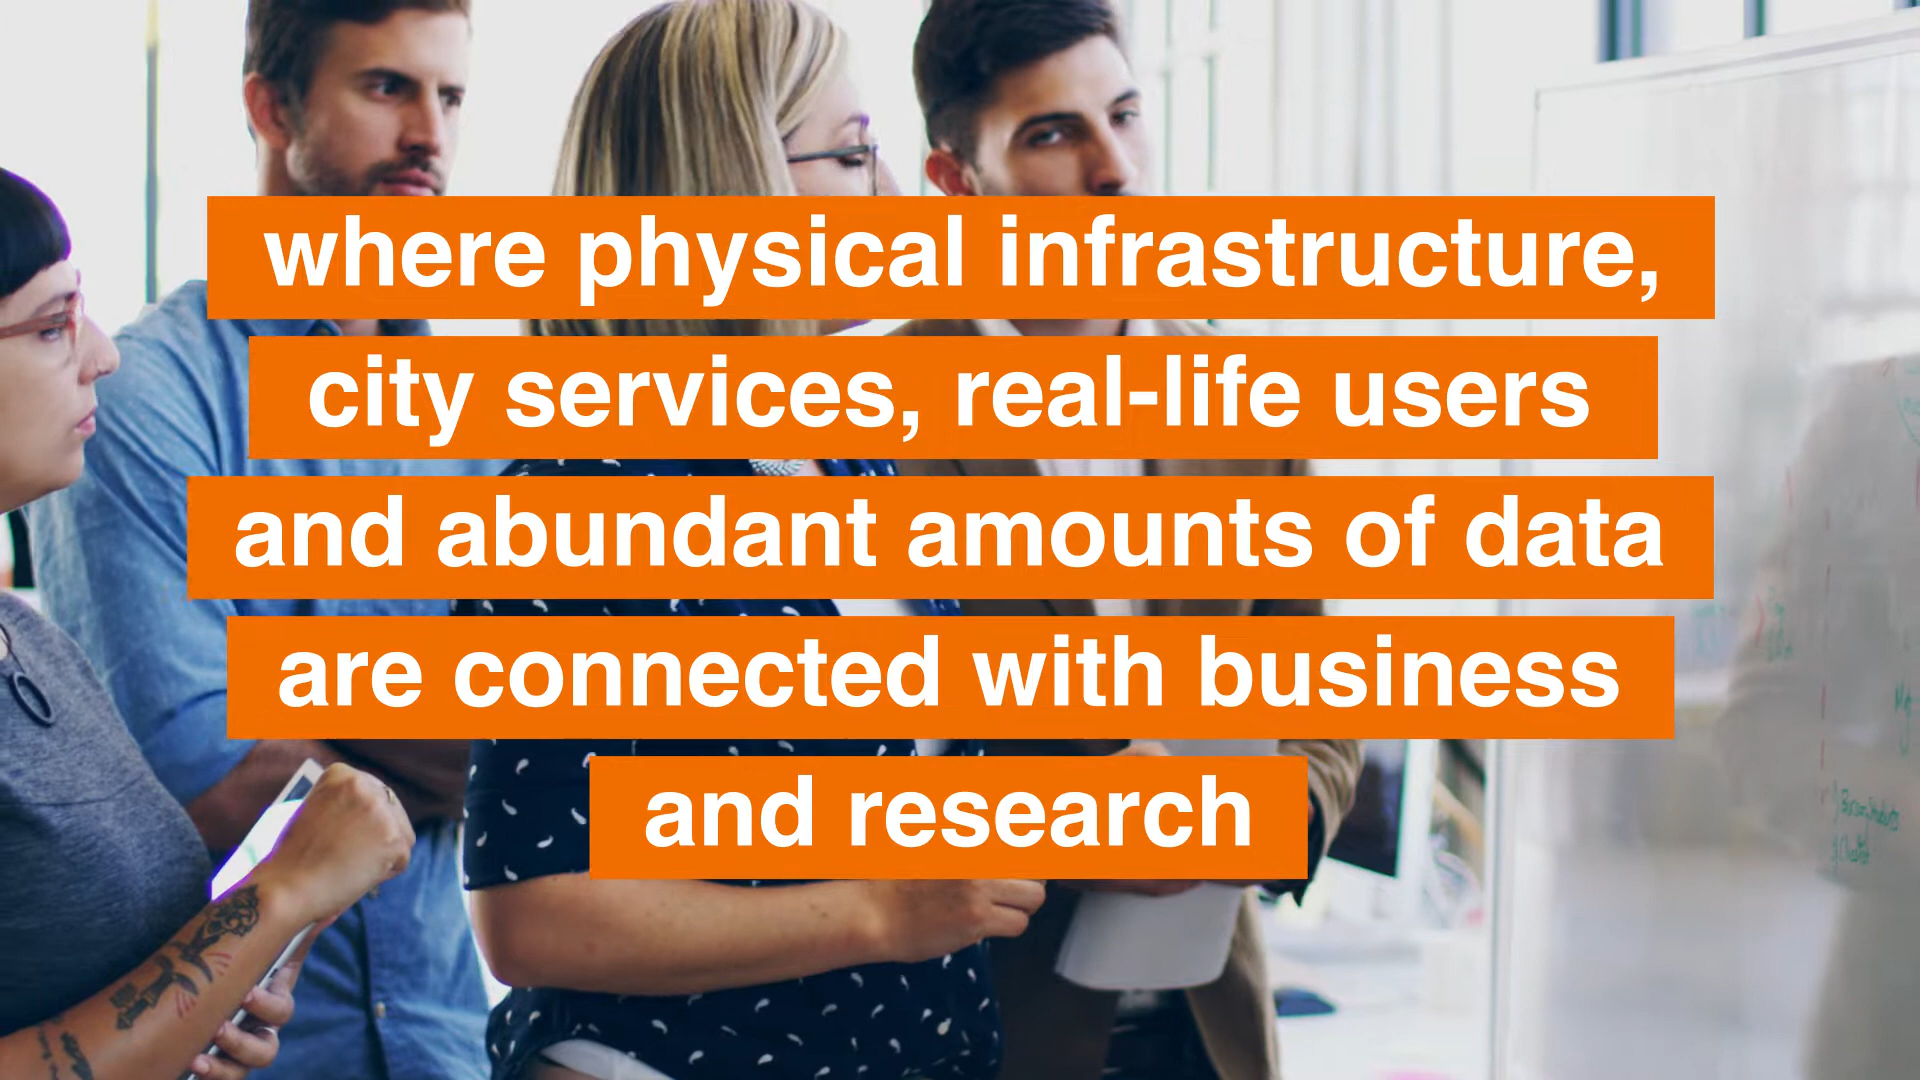 where physical infrastructure,
city services, real-life users
and abundant amounts of data
are connected with business
and research